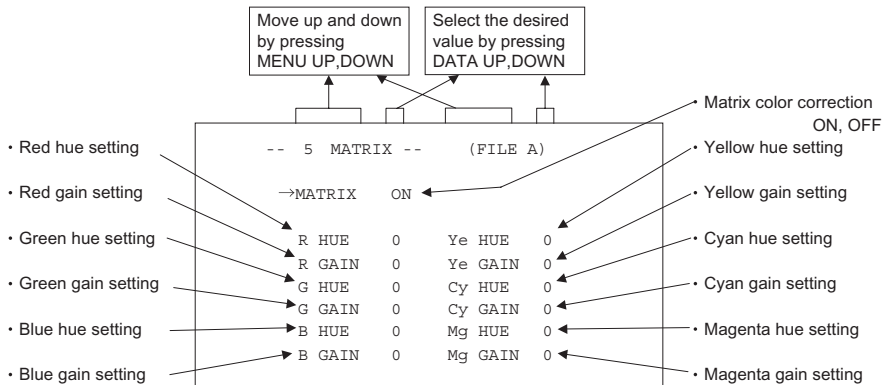 Move up and down
by pressing
MENU UP,DOWN
Select the desired
value by pressing
DATA UP,DOWN
・Matrix color correction
ON, OFF
・Red hue setting
・Red gain setting
・Green hue setting
・Green gain setting
・Blue hue setting
・Blue gain setting
-- 5 MATRIX -- (FILE A)
→MATRIX ON
R HUE 0 Ye HUE 0
R GAIN 0 Ye GAIN 0
G HUE 0 Cy HUE 0
G GAIN 0 Cy GAIN 0
B HUE 0 Mg HUE 0
B GAIN 0 Mg GAIN 0
・Yellow hue setting
・Yellow gain setting
・Cyan hue setting
・Cyan gain setting
・Magenta hue setting
・Magenta gain setting